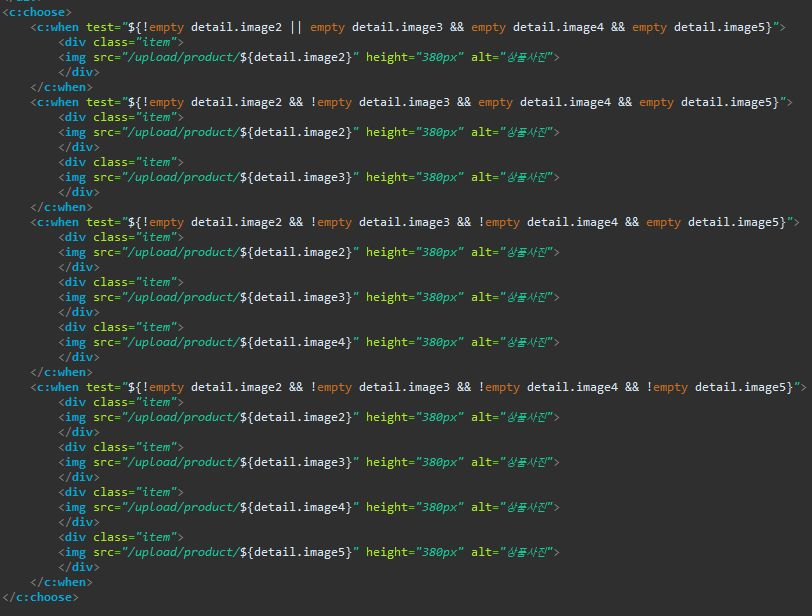 <c:choose>
<c:when test="${!empty detail.image2 || empty detail.image3 && empty detail.image4 && empty detail.image5}">
<div class="item">
<img src="/upload/product/${detail.image2}" height="380px" alt="상품사진">
</div>
</c:when>
<c:when test="${!empty detail.image2 && !empty detail.image3 && empty detail.image4 && empty detail.image5}">
<div class="item">
<img src="/upload/product/${detail.image2}" height="380px" alt="상품사진">
</div>
<div class="item">
<img src="/upload/product/${detail.image3}" height="380px" alt="상품사진">
</div>
</c:when>
<c:when test="${!empty detail.image2 && !empty detail.image3 && !empty detail.image4 && empty detail.image5}">
<div class="item">
<img src="/upload/product/${detail.image2}" height="380px" alt="상품사진">
</div>
<div class="item">
<img src="/upload/product/${detail.image3}" height="380px" alt="상품사진">
</div>
<div class="item">
<img src="/upload/product/${detail.image4}" height="380px" alt="상품사진">
</div>
</c:when>
<c:when test="${!empty detail.image2 && !empty detail.image3 && !empty detail.image4 && !empty detail.image5}">
<div class="item">
<img src="/upload/product/${detail.image2}" height="380px" alt="상품사진">
</div>
<div class="item">
<img src="/upload/product/${detail.image3}" height="380px" alt="상품사진">
</div>
<div class="item">
<img src="/upload/product/${detail.image4}" height="380px" alt="상품사진">
</div>
<div class="item">
<img src="/upload/product/${detail.image5}" height="380px" alt="상품사진">
</div>
</c:when>
</c:choose>